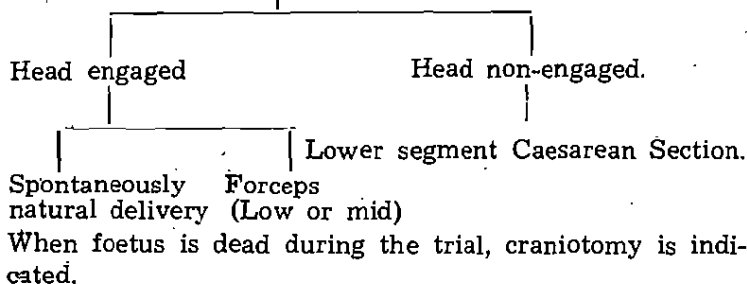 Head engaged Head non-engaged.
Lower segment Caesarean Section.
Spontaneously Forceps
natural delivery (Low or mid)
When foetus is dead during the trial, craniotomy is indi-
cated.